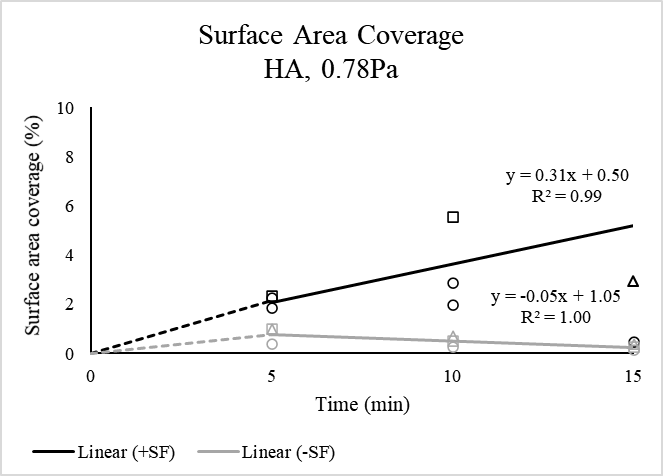 Surface Area Coverage
HA, 0.78Pa
Surface area coverage (%)
10
8
6
4
2
0
y = 0.31x + 0.50
R² = 0.99
y = -0.05x + 1.05
R² = 1.00
0 5 10 15
Time (min)
Linear (+SF) Linear (-SF)